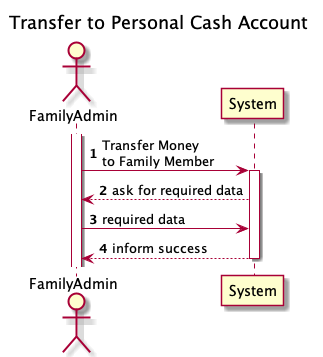 Transfer to Personal Cash Account
FamilyAdmin
System
1 Transfer Money
to Family Member
2 ask for required data
3 required data
4 inform success
FamilyAdmin
System